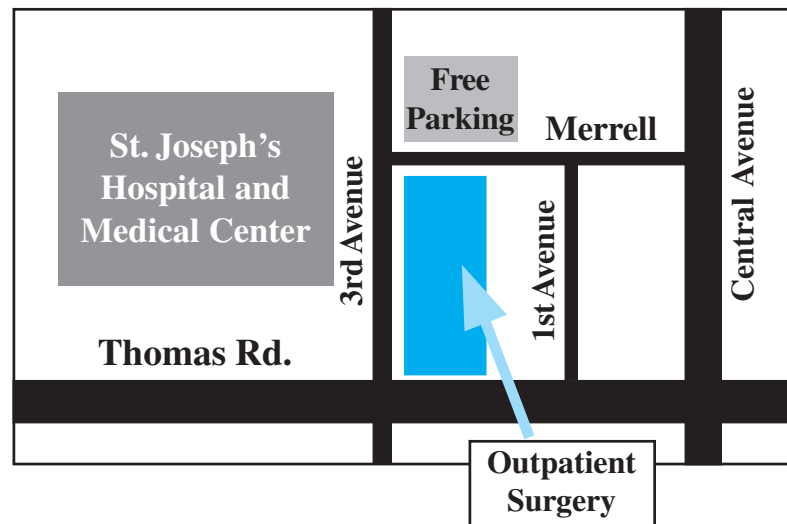 Free
Parking
Merrell
St. Joseph's
Hospital and
Medical Center
3rd Avenue
1st Avenue
Central Avenue
Thomas Rd.
Outpatient
Surgery